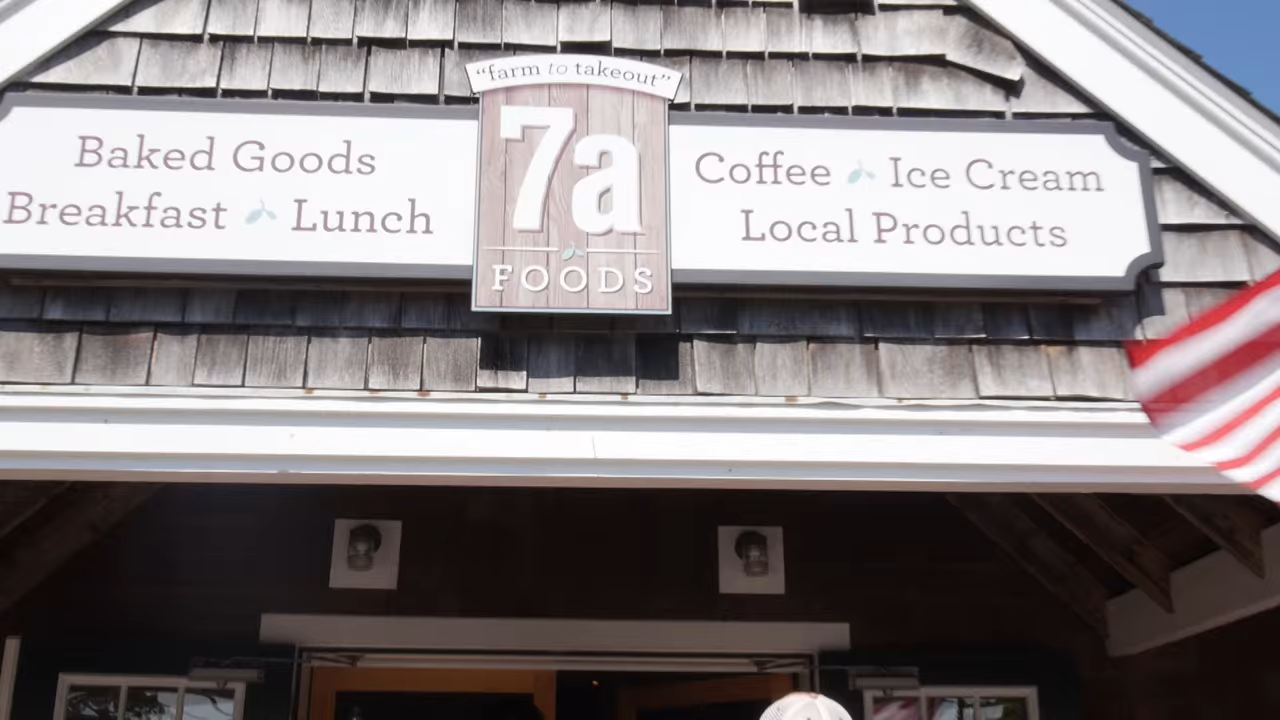 "farm to takeout"
7a
FOODS
Baked Goods
Breakfast Lunch
Coffee Ice Cream
Local Products